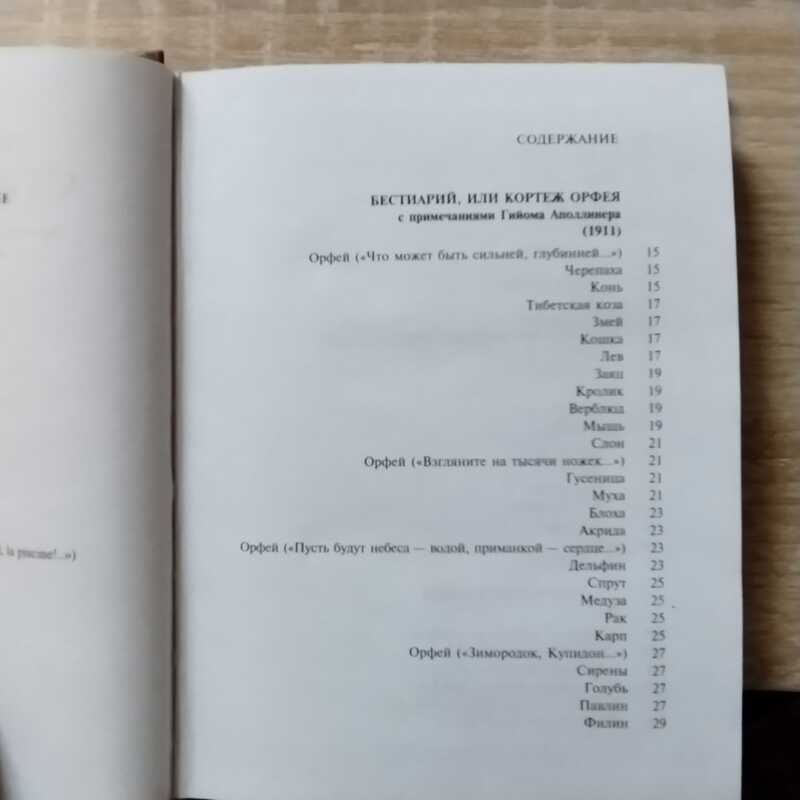 Е
, la pucane!...»)
СОДЕРЖАНИЕ
БЕСТИАРИЙ, ИЛИ КОРТЕЖ ОРФЕЯ
с примечаниями Гийома Аполлинера
(1911)
Орфей («Что может быть сильней, глубинней...») 15
Черепаха 15
Конь 15
Тибетская коза 17
Змей 17
Кошка 17
Лев 17
Заяц 19
Кролик 19
Верблюд 19
Мышь 19
Слон 21
Орфей («Взгляните на тысячи ножек...») 21
Гусеница 21
Муха 21
Блоха 23
Акрида 23
Орфей («Пусть будут небеса — водой, приманкой — сердце...») 23
Дельфин 23
Спрут 25
Медуза 25
Рак 25
Карп 25
Орфей («Зимородок, Купидон...») 27
Сирены 27
Голубь 27
Павлин 27
Филин 29